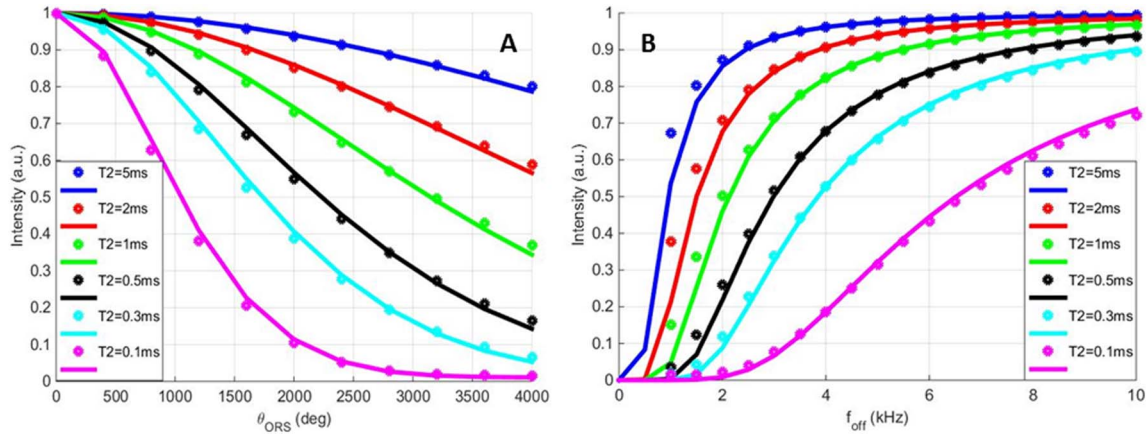 A
Intensity (a.u.)
1
0.9
0.8
0.7
0.6
0.5
0.4
0.3
0.2
0.1
0
T2=5ms
T2=2ms
T2=1ms
T2=0.5ms
T2=0.3ms
T2=0.1ms
0 500 1000 1500 2000 2500 3000 3500 4000
θORS (deg)
B
Intensity (a.u.)
1
0.9
0.8
0.7
0.6
0.5
0.4
0.3
0.2
0.1
0
T2=5ms
T2=2ms
T2=1ms
T2=0.5ms
T2=0.3ms
T2=0.1ms
0 2 4 6 8 10
foff (kHz)